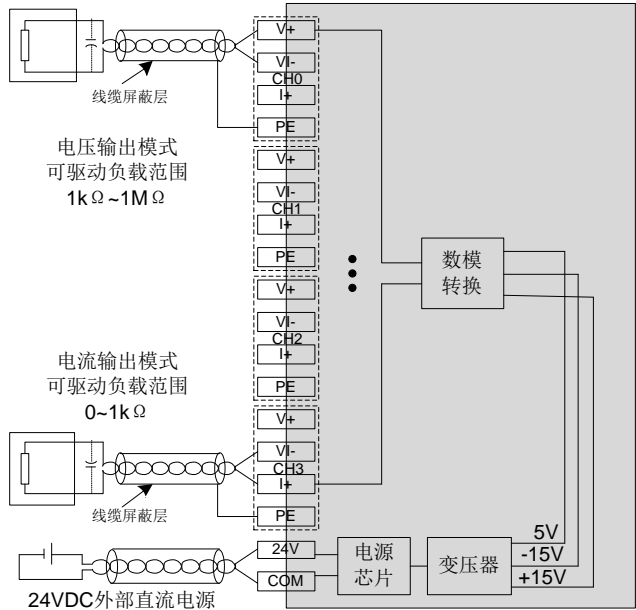 V+
VI-
CH0
I+
PE
线缆屏蔽层
电压输出模式
可驱动负载范围
1kΩ~1MΩ
V+
VI-
CH1
I+
PE
数模
转换
V+
VI-
CH2
I+
PE
电流输出模式
可驱动负载范围
0~1kΩ
V+
VI-
CH3
I+
PE
线缆屏蔽层
24V
COM
24VDC外部直流电源
电源
芯片
变压器
5V
-15V
+15V